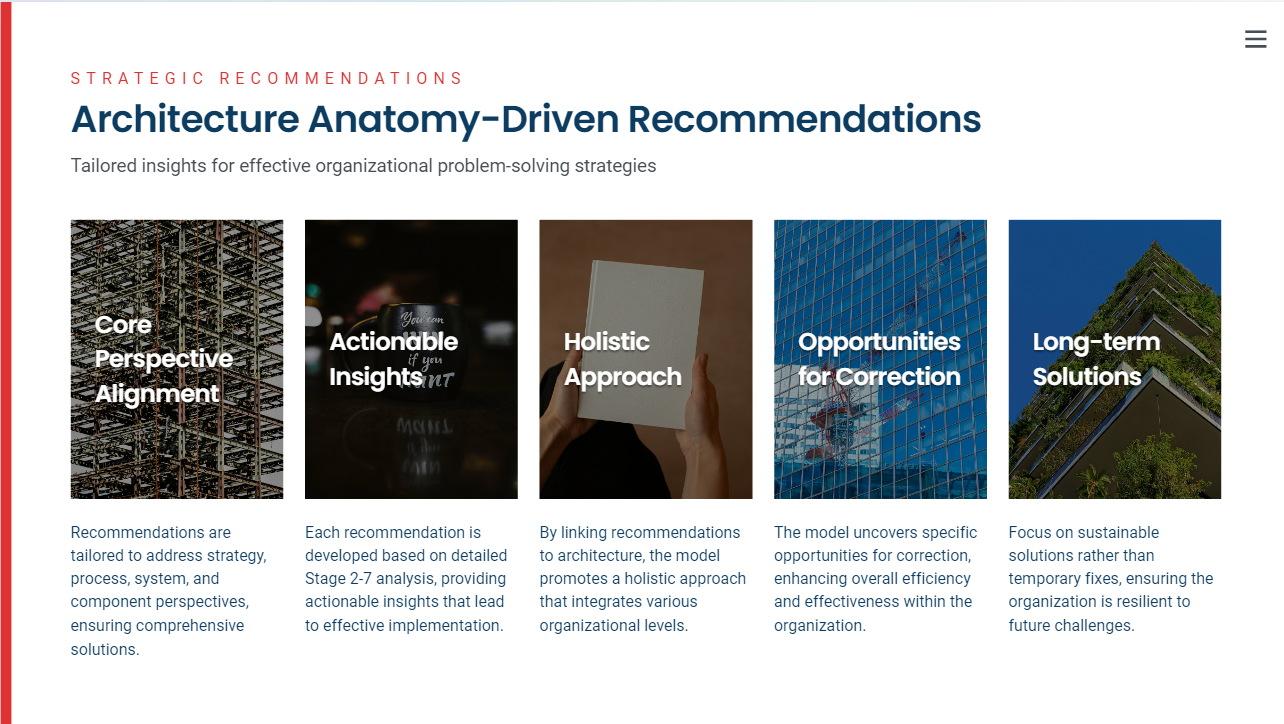 STRATEGIC RECOMMENDATIONS
Architecture Anatomy-Driven Recommendations
Tailored insights for effective organizational problem-solving strategies
Core
Perspective
Alignment
Recommendations are
tailored to address strategy,
process, system, and
component perspectives,
ensuring comprehensive
solutions.
You can
if you
WANT
Actionable
Insights
Each recommendation is
developed based on detailed
Stage 2-7 analysis, providing
actionable insights that lead
to effective implementation.
Holistic
Approach
By linking recommendations
to architecture, the model
promotes a holistic approach
that integrates various
organizational levels.
Opportunities
for Correction
The model uncovers specific
opportunities for correction,
enhancing overall efficiency
and effectiveness within the
organization.
Long-term
Solutions
Focus on sustainable
solutions rather than
temporary fixes, ensuring the
organization is resilient to
future challenges.